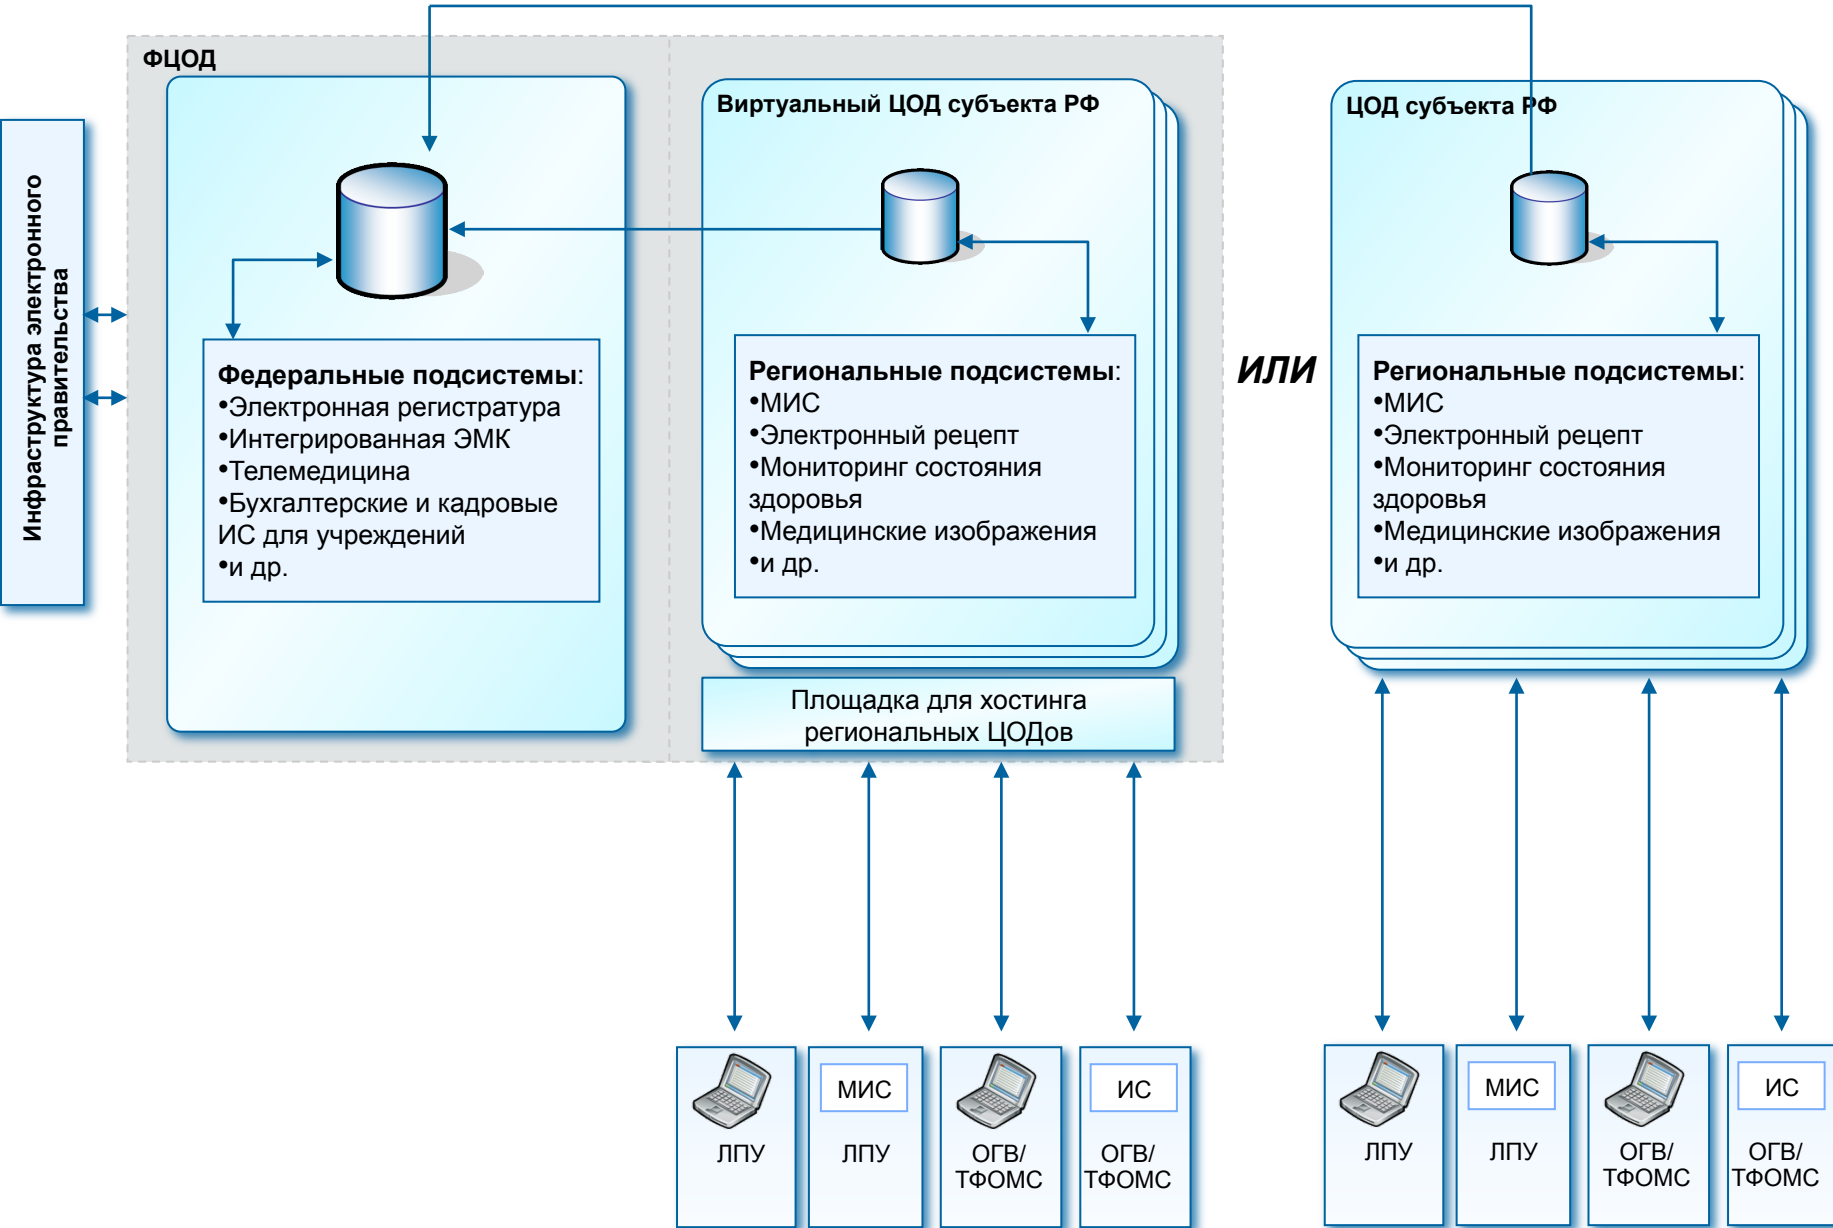 ФЦОД
Инфраструктура электронного
правительства
Федеральные подсистемы:
•Электронная регистратура
•Интегрированная ЭМК
•Телемедицина
•Бухгалтерские и кадровые
ИС для учреждений
•и др.
Виртуальный ЦОД субъекта РФ
Региональные подсистемы:
•МИС
•Электронный рецепт
•Мониторинг состояния
здоровья
•Медицинские изображения
•и др.
Площадка для хостинга
региональных ЦОДов
ИЛИ
ЦОД субъекта РФ
Региональные подсистемы:
•МИС
•Электронный рецепт
•Мониторинг состояния
здоровья
•Медицинские изображения
•и др.
ЛПУ
МИС
ЛПУ
ОГВ/
ТФОМС
ИС
ОГВ/
ТФОМС
ЛПУ
МИС
ЛПУ
ОГВ/
ТФОМС
ИС
ОГВ/
ТФОМС